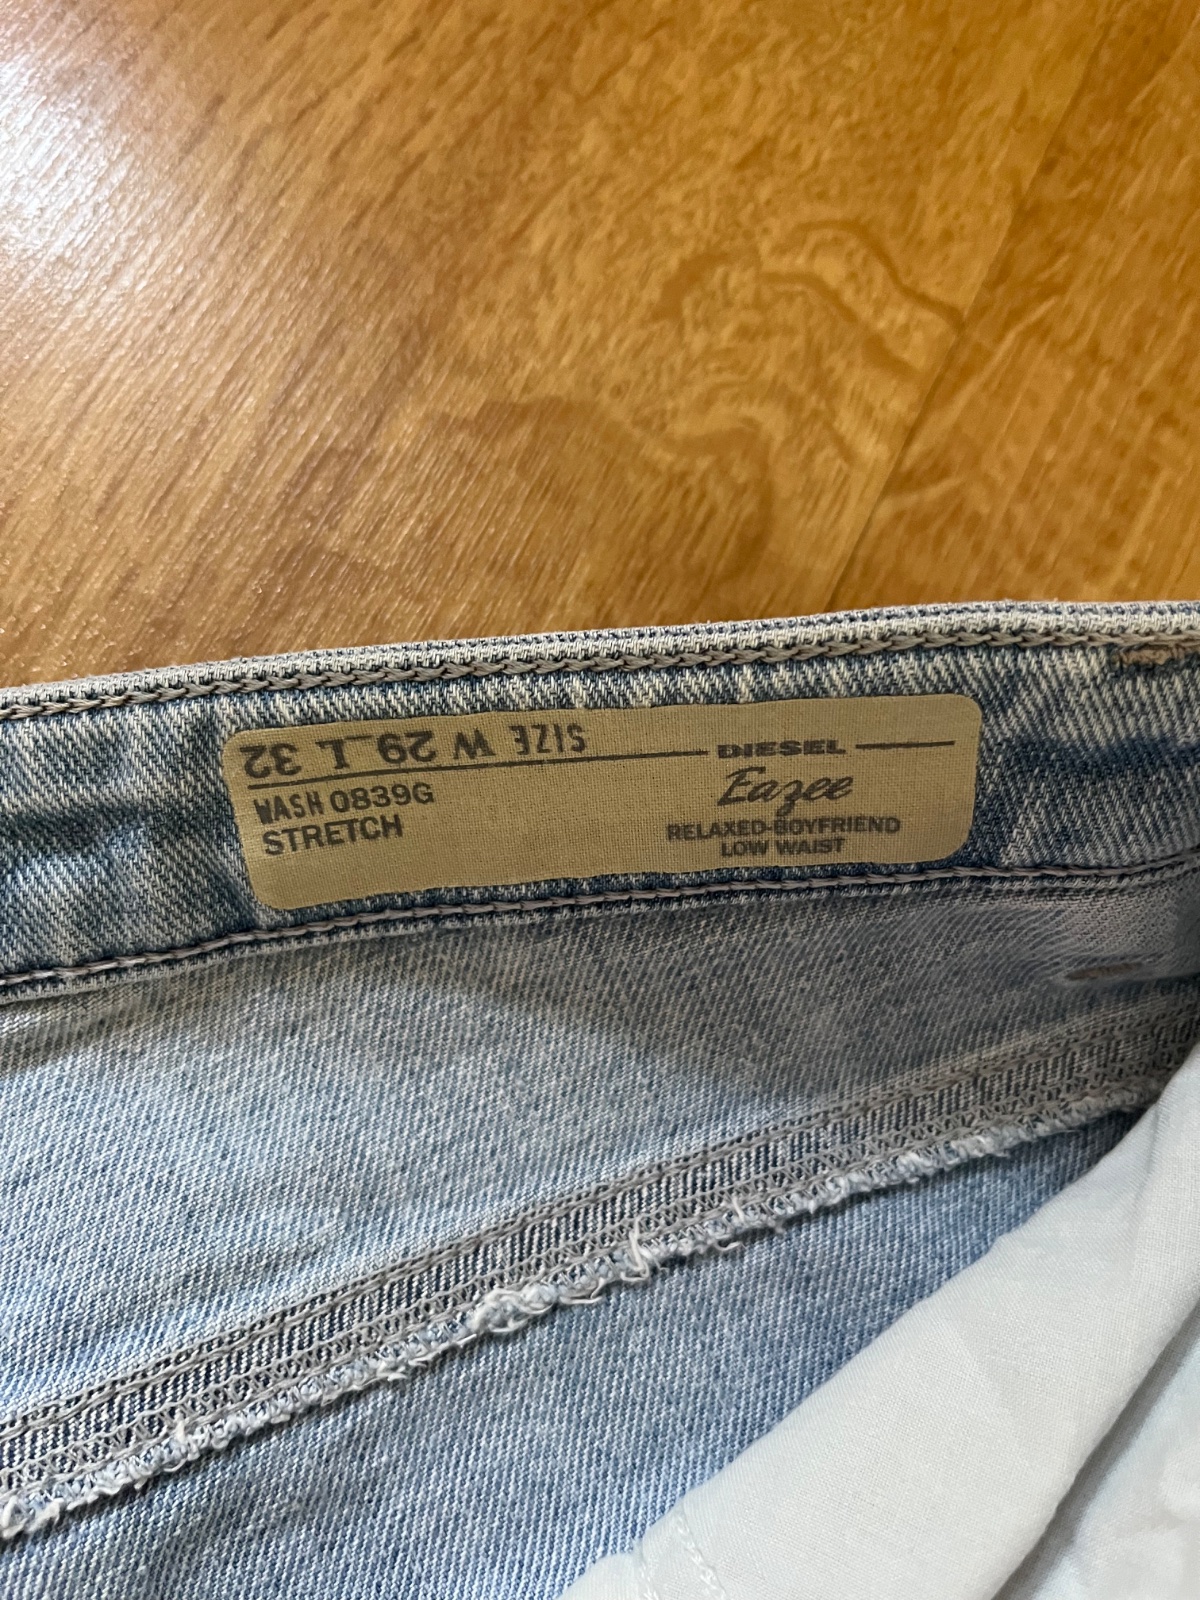 SIZE W 29 L 32
WASH 0839G
STRETCH
DIESEL
Eazee
RELAXED-BOYFRIEND
LOW WAIST